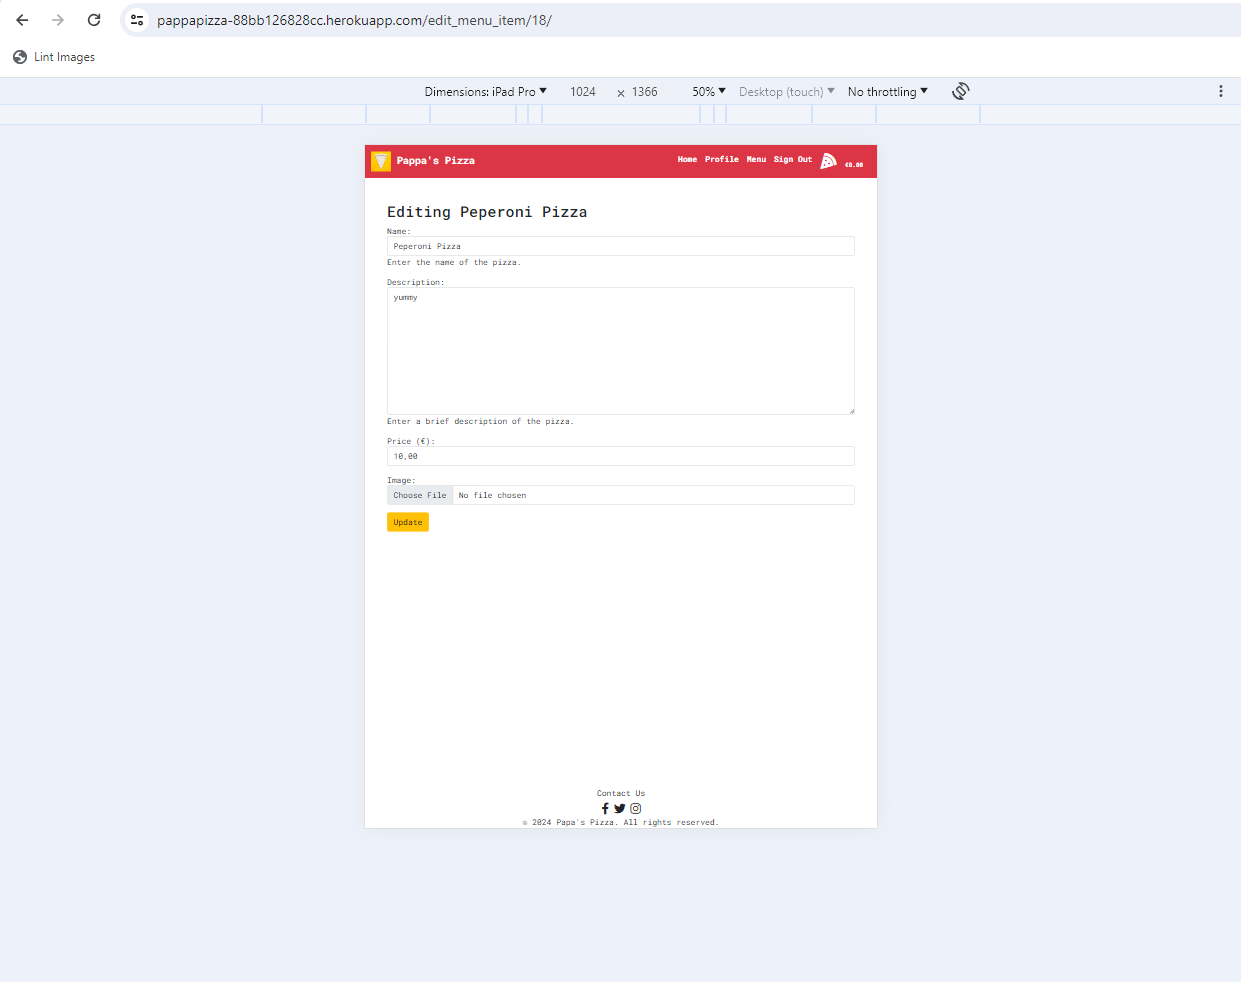 pappapizza-88bb126828cc.herokuapp.com/edit_menu_item/18/
Lint Images
Dimensions: iPad Pro 1024 x 1366 50% Desktop (touch) No throttling
Pappa's Pizza Home Profile Menu Sign Out €0.00
Editing Peperoni Pizza
Name:
Peperoni Pizza
Enter the name of the pizza.
Description:
yummy
Enter a brief description of the pizza.
Price (€):
10,00
Image:
Choose File No file chosen
Update
Contact Us
© 2024 Papa's Pizza. All rights reserved.